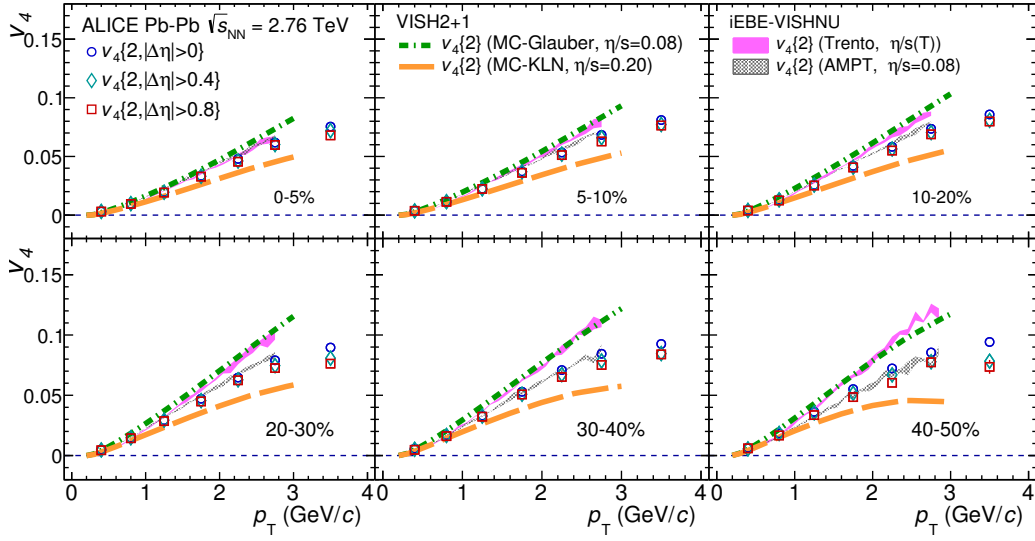 v₄
0.15
0.1
0.05
0
ALICE Pb-Pb √sNN = 2.76 TeV
v₄{2,|Δη|>0}
v₄{2,|Δη|>0.4}
v₄{2,|Δη|>0.8}
0-5%
VISH2+1
v₄{2} (MC-Glauber, η/s=0.08)
v₄{2} (MC-KLN, η/s=0.20)
5-10%
iEBE-VISHNU
v₄{2} (Trento, η/s(T))
v₄{2} (AMPT, η/s=0.08)
10-20%
v₄
0.15
0.1
0.05
0
20-30%
30-40%
40-50%
0 1 2 3 4 0 1 2 3 4 0 1 2 3 4
pT (GeV/c) pT (GeV/c) pT (GeV/c)